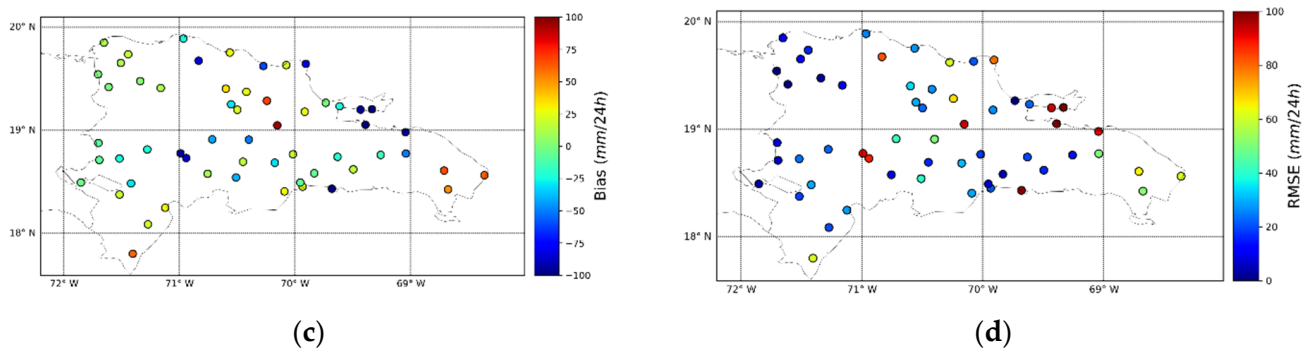 20° N
19° N
18° N
72° W 71° W 70° W 69° W
100
75
50
25
0
−25
−50
−75
−100
Bias (mm/24h)
(c)
20° N
19° N
18° N
72° W 71° W 70° W 69° W
100
80
60
40
20
0
RMSE (mm/24h)
(d)